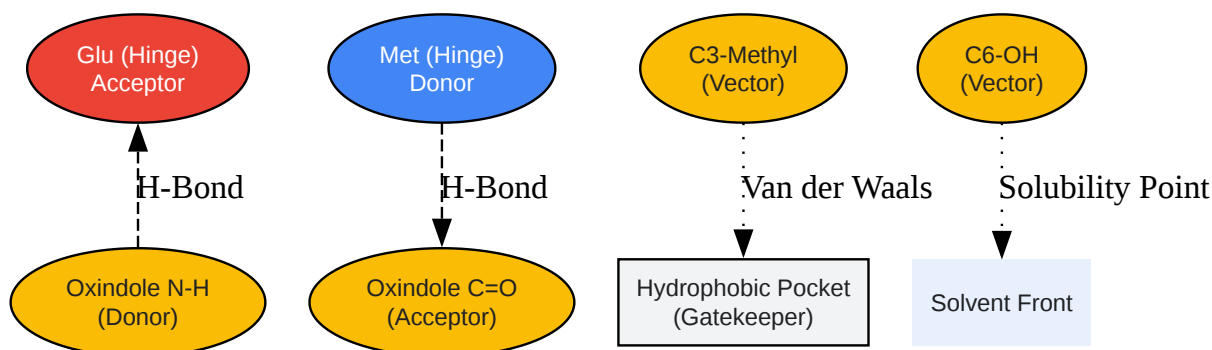 Glu (Hinge)
Acceptor
Met (Hinge)
Donor
C3-Methyl
(Vector)
C6-OH
(Vector)
H-Bond
H-Bond
Van der Waals
Solubility Point
Oxindole N-H
(Donor)
Oxindole C=O
(Acceptor)
Hydrophobic Pocket
(Gatekeeper)
Solvent Front